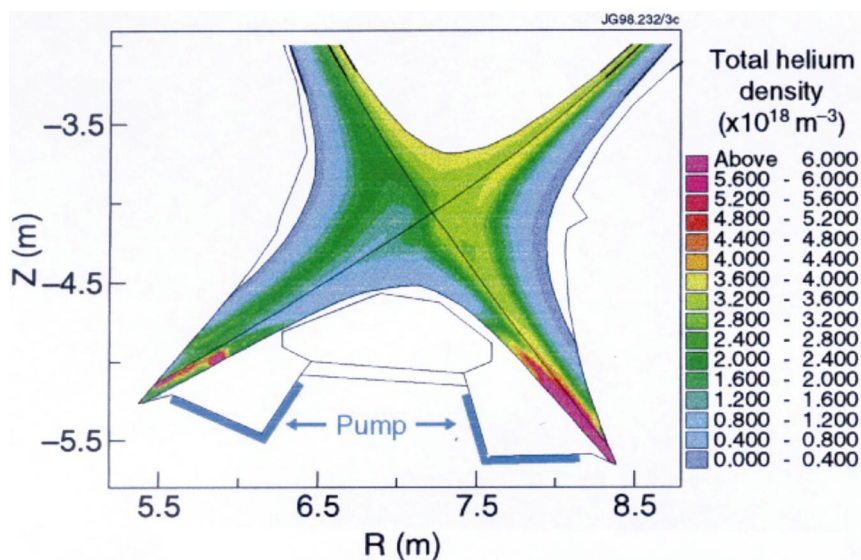 JG98.232/3c
Total helium
density
(x10¹⁸ m⁻³)
Above 6.000
5.600 - 6.000
5.200 - 5.600
4.800 - 5.200
4.400 - 4.800
4.000 - 4.400
3.600 - 4.000
3.200 - 3.600
2.800 - 3.200
2.400 - 2.800
2.000 - 2.400
1.600 - 2.000
1.200 - 1.600
0.800 - 1.200
0.400 - 0.800
0.000 - 0.400
Z (m)
−3.5
−4.5
−5.5
Pump
5.5 6.5 7.5 8.5
R (m)